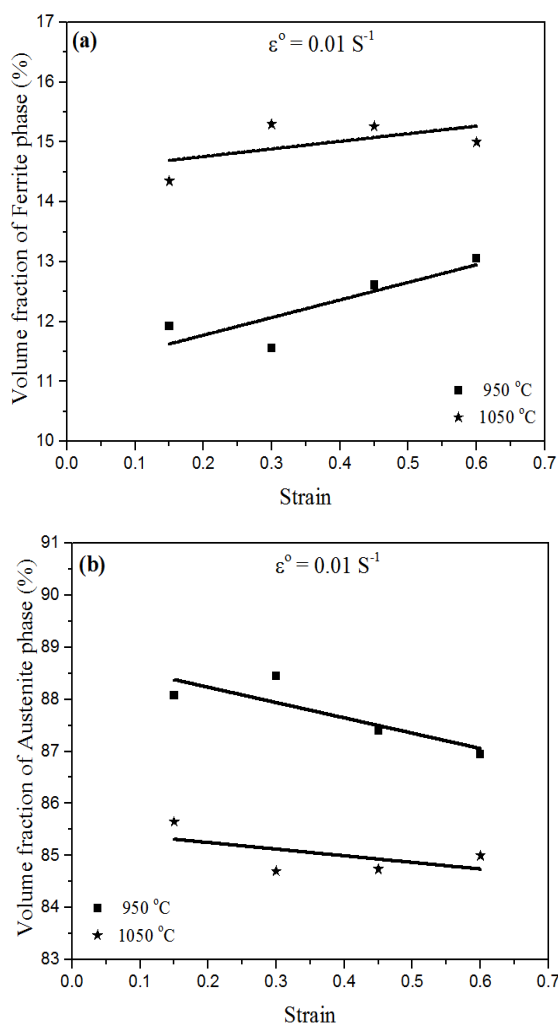 (a)
ε° = 0.01 S⁻¹
Volume fraction of Ferrite phase (%)
17
16
15
14
13
12
11
10
950 °C
1050 °C
0.0 0.1 0.2 0.3 0.4 0.5 0.6 0.7
Strain
(b)
ε° = 0.01 S⁻¹
Volume fraction of Austenite phase (%)
91
90
89
88
87
86
85
84
83
950 °C
1050 °C
0.0 0.1 0.2 0.3 0.4 0.5 0.6 0.7
Strain